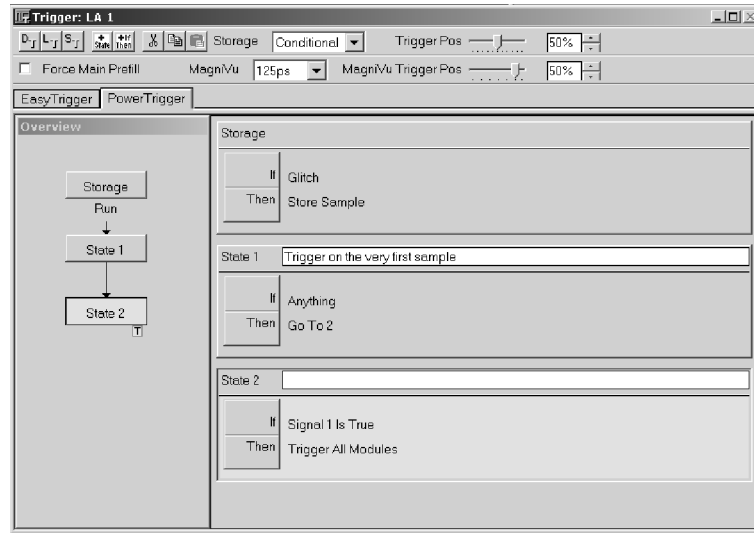 Trigger: LA 1
D L S +State +If Then Storage Conditional Trigger Pos 50%
Force Main Prefill MagniVu 125ps MagniVu Trigger Pos 50%
EasyTrigger PowerTrigger
Overview
Storage
Run
State 1
State 2
T
Storage
If Glitch
Then Store Sample
State 1 Trigger on the very first sample
If Anything
Then Go To 2
State 2
If Signal 1 Is True
Then Trigger All Modules